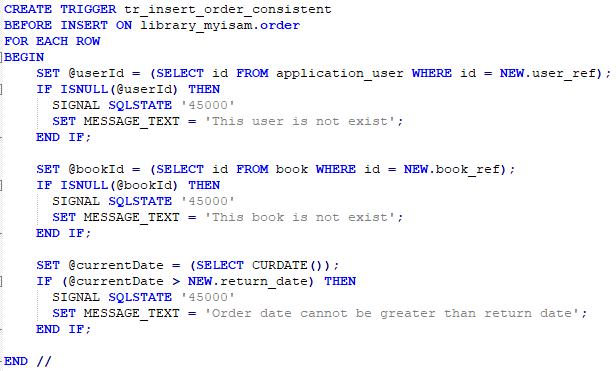 CREATE TRIGGER tr_insert_order_consistent
BEFORE INSERT ON library_myisam.order
FOR EACH ROW
BEGIN
    SET @userId = (SELECT id FROM application_user WHERE id = NEW.user_ref);
    IF ISNULL(@userId) THEN
      SIGNAL SQLSTATE '45000'
      SET MESSAGE_TEXT = 'This user is not exist';
    END IF;

    SET @bookId = (SELECT id FROM book WHERE id = NEW.book_ref);
    IF ISNULL(@bookId) THEN
      SIGNAL SQLSTATE '45000'
      SET MESSAGE_TEXT = 'This book is not exist';
    END IF;

    SET @currentDate = (SELECT CURDATE());
    IF (@currentDate > NEW.return_date) THEN
      SIGNAL SQLSTATE '45000'
      SET MESSAGE_TEXT = 'Order date cannot be greater than return date';
    END IF;

END //